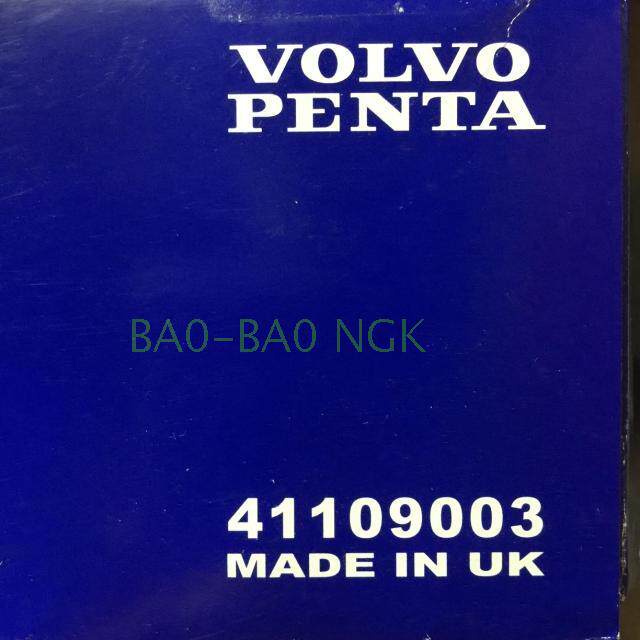 VOLVO
PENTA
BA0-BA0 NGK
41109003
MADE IN UK